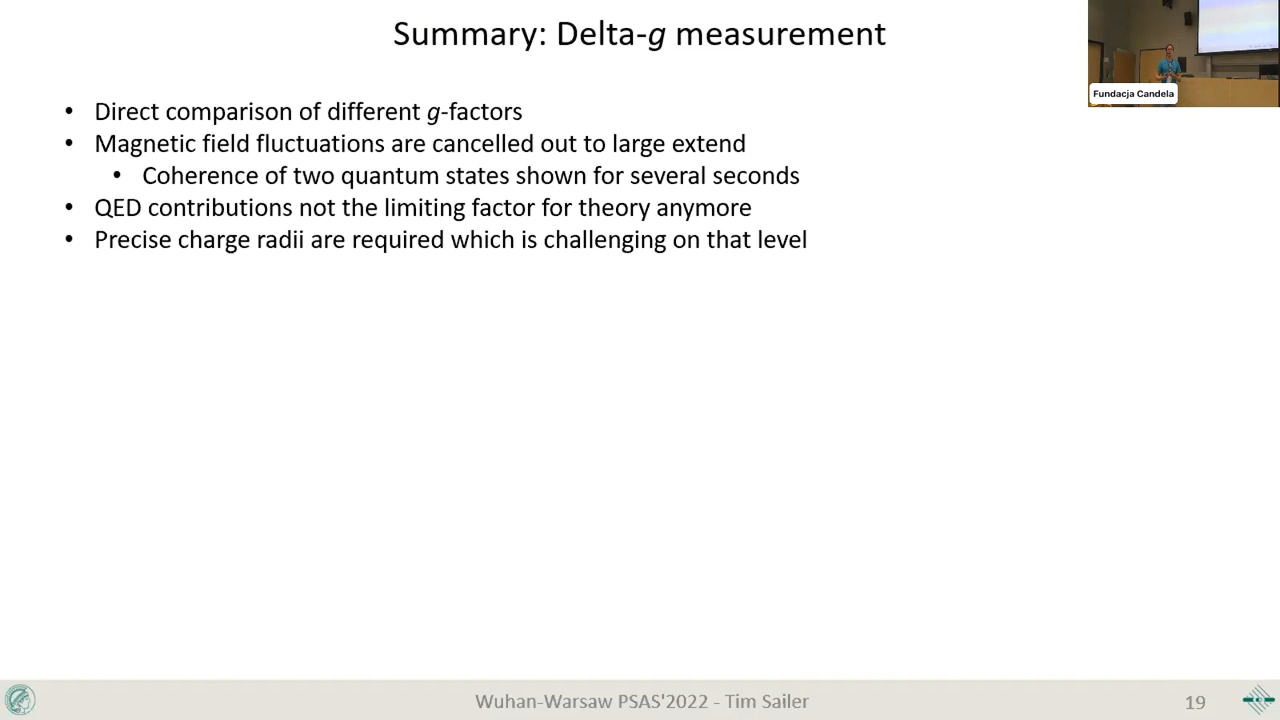 Summary: Delta-g measurement
Fundacja Candela
• Direct comparison of different g-factors
• Magnetic field fluctuations are cancelled out to large extend
• Coherence of two quantum states shown for several seconds
• QED contributions not the limiting factor for theory anymore
• Precise charge radii are required which is challenging on that level
Wuhan-Warsaw PSAS'2022 - Tim Sailer
19